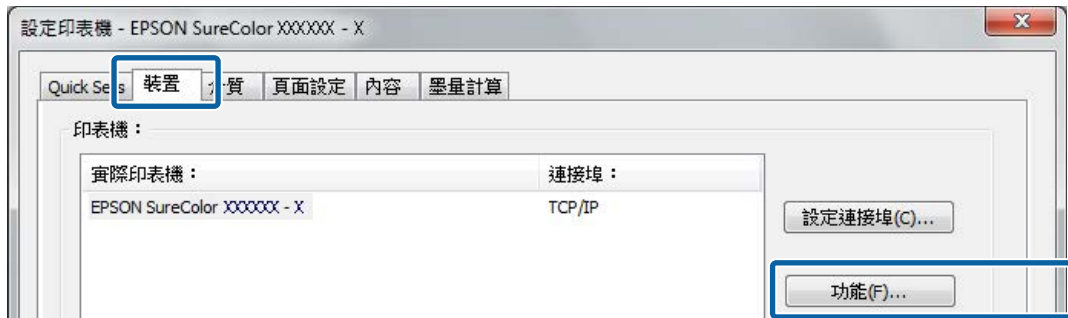 設定印表機 - EPSON SureColor XXXXXX - X
Quick Sets 裝置 介質 頁面設定 內容 墨量計算
印表機：
實際印表機： 連接埠：
EPSON SureColor XXXXXX - X TCP/IP
設定連接埠(C)...
功能(F)...